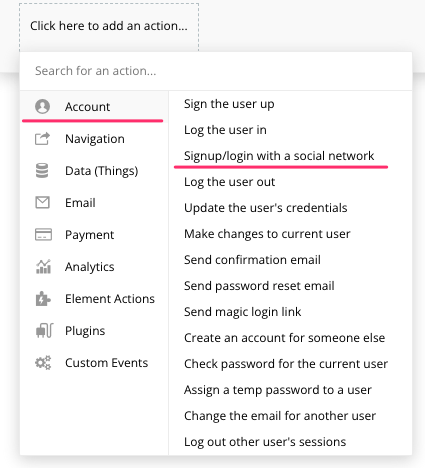 Click here to add an action...
Search for an action...
Account
Navigation
Data (Things)
Email
Payment
Analytics
Element Actions
Plugins
Custom Events
Sign the user up
Log the user in
Signup/login with a social network
Log the user out
Update the user's credentials
Make changes to current user
Send confirmation email
Send password reset email
Send magic login link
Create an account for someone else
Check password for the current user
Assign a temp password to a user
Change the email for another user
Log out other user's sessions